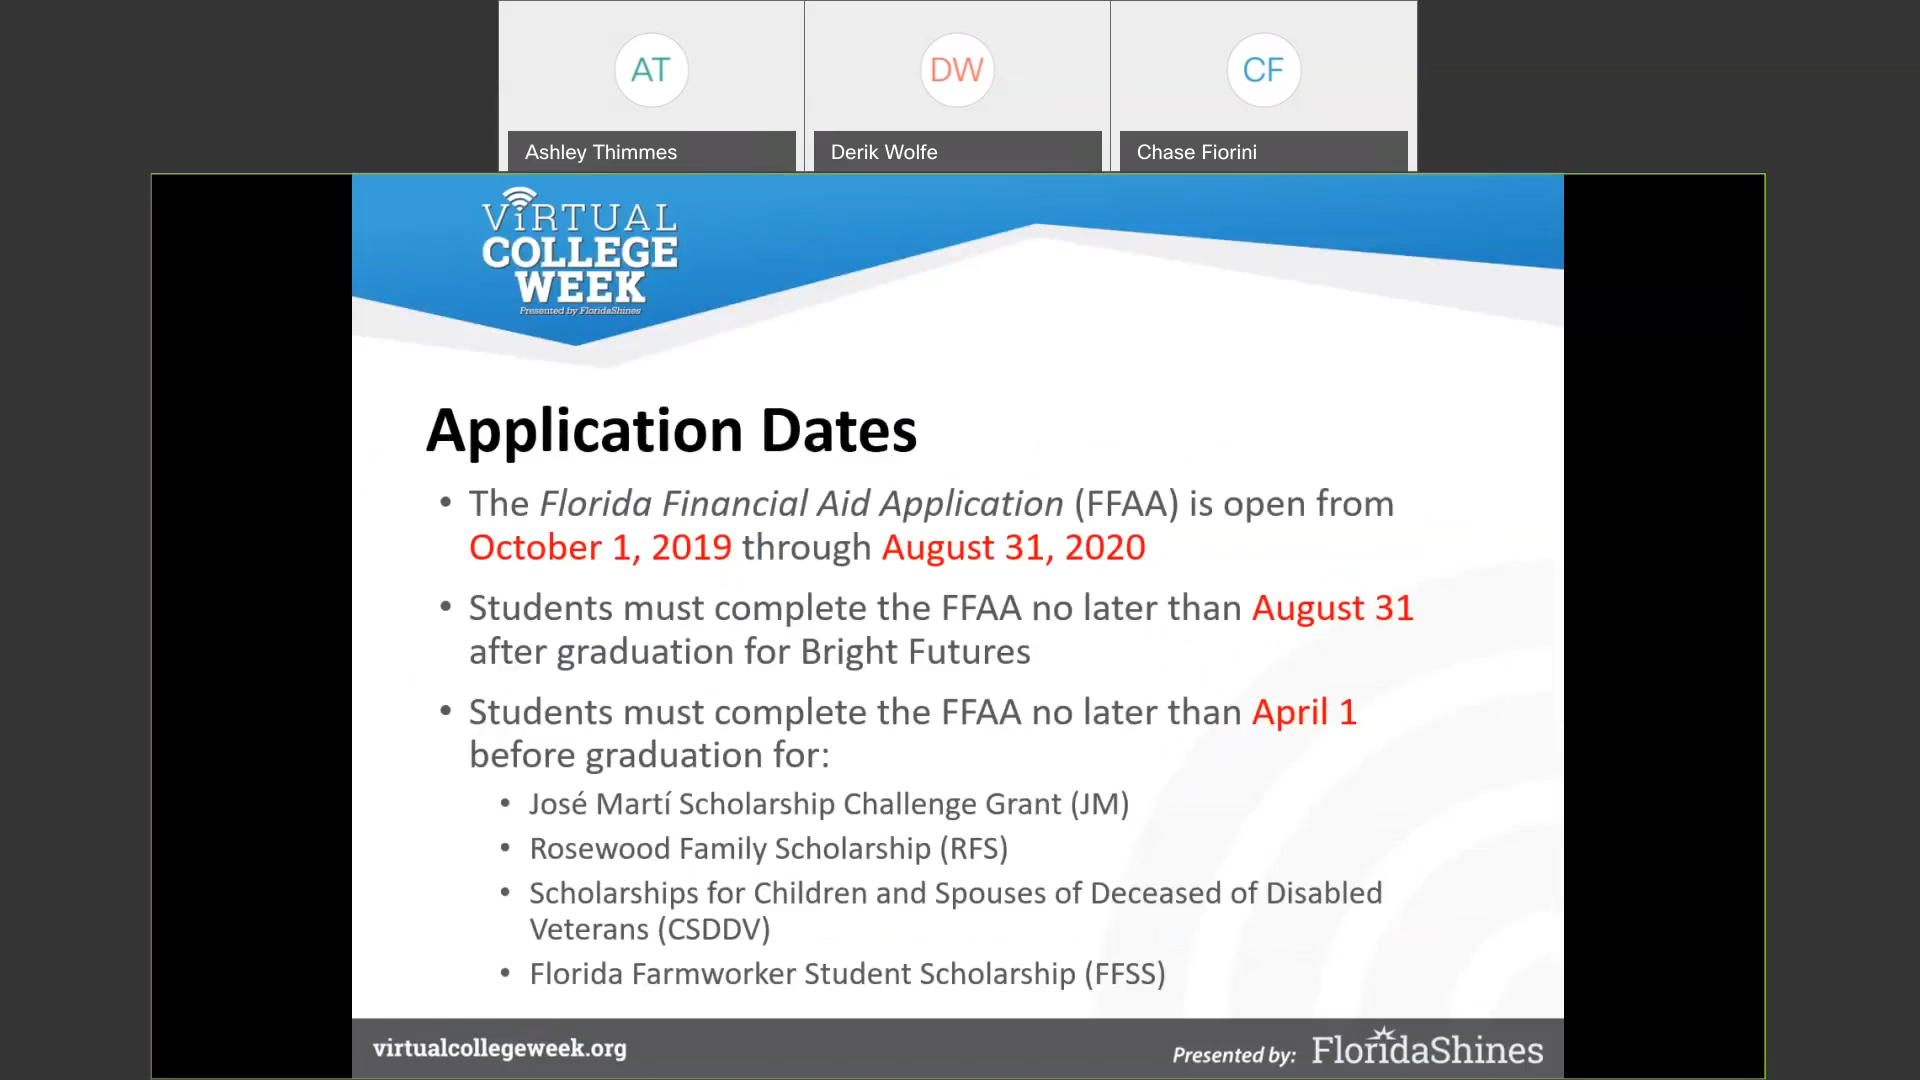 AT
DW
CF
Ashley Thimmes
Derik Wolfe
Chase Fiorini
ViRTUAL
COLLEGE
WEEK
Presented by FloridaShines
Application Dates
• The Florida Financial Aid Application (FFAA) is open from
October 1, 2019 through August 31, 2020
• Students must complete the FFAA no later than August 31
after graduation for Bright Futures
• Students must complete the FFAA no later than April 1
before graduation for:
• José Martí Scholarship Challenge Grant (JM)
• Rosewood Family Scholarship (RFS)
• Scholarships for Children and Spouses of Deceased of Disabled
Veterans (CSDDV)
• Florida Farmworker Student Scholarship (FFSS)
virtualcollegeweek.org
Presented by: FloridaShines